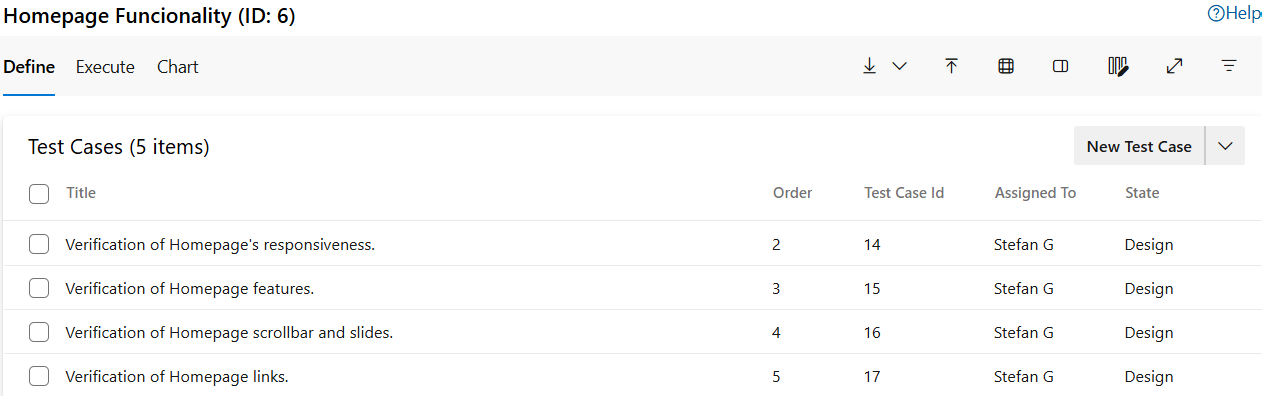 Homepage Funcionality (ID: 6)
Help
Define Execute Chart
Test Cases (5 items)
New Test Case
Title Order Test Case Id Assigned To State
Verification of Homepage's responsiveness. 2 14 Stefan G Design
Verification of Homepage features. 3 15 Stefan G Design
Verification of Homepage scrollbar and slides. 4 16 Stefan G Design
Verification of Homepage links. 5 17 Stefan G Design